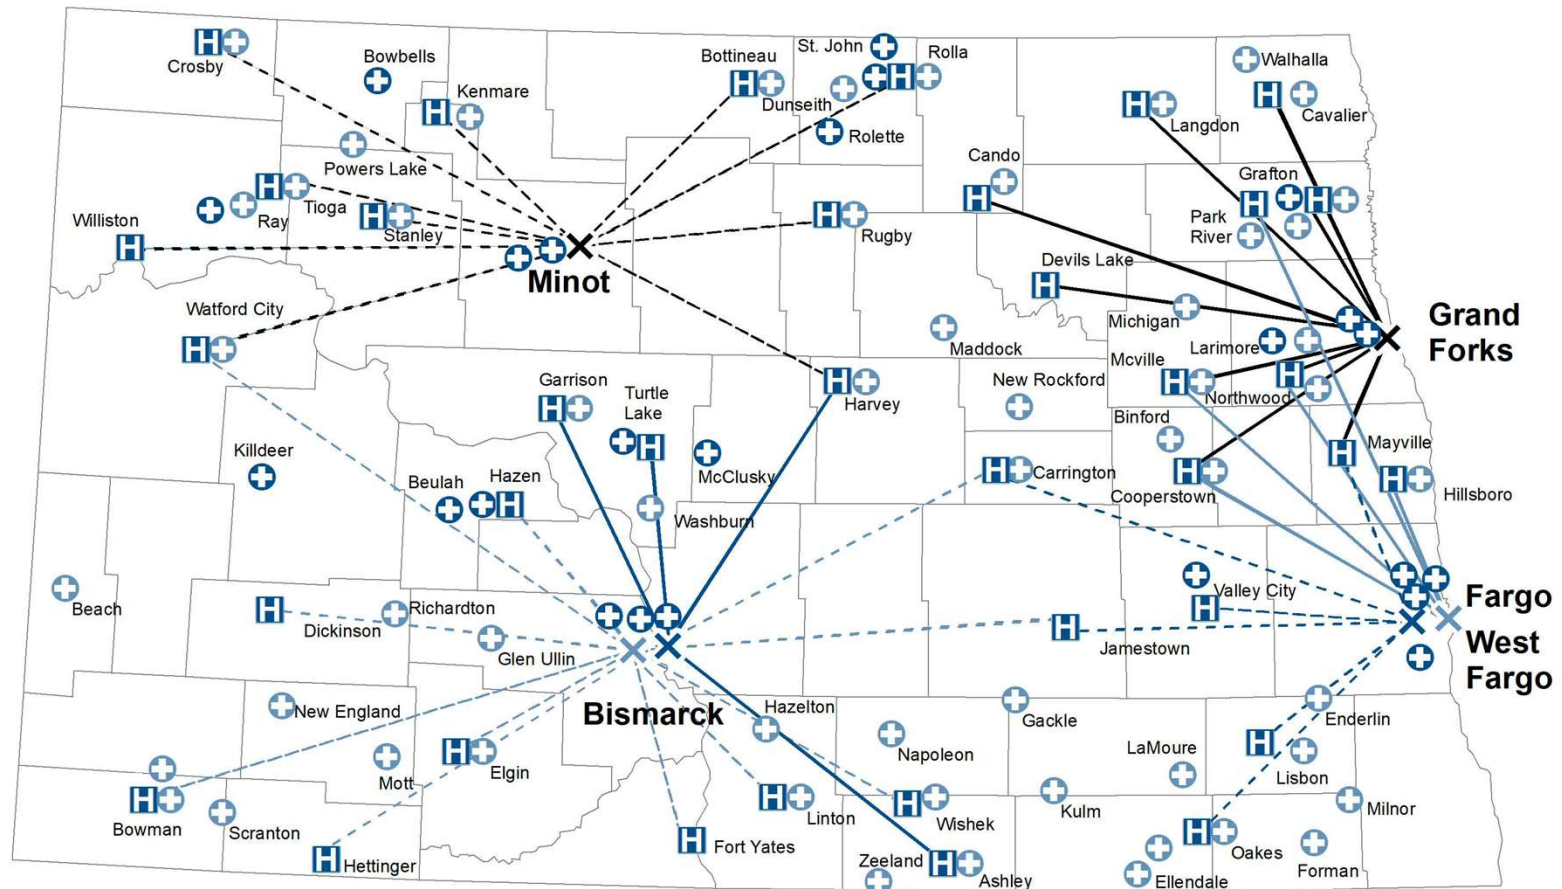 Crosby
Bowbells
Kenmare
Powers Lake
Bottineau
St. John
Rolla
Dunseith
Rolette
Walhalla
Cavalier
Langdon
Cando
Grafton
Park
River
Williston
Ray
Tioga
Stanley
Rugby
Minot
Devils Lake
Michigan
Grand
Forks
Watford City
Maddock
Larimore
Mcville
Northwood
Garrison
Turtle
Lake
Harvey
New Rockford
Binford
Mayville
Killdeer
McClusky
Beulah
Hazen
Carrington
Cooperstown
Hillsboro
Washburn
Beach
Dickinson
Richardton
Glen Ullin
Valley City
Jamestown
Fargo
West
Fargo
New England
Bismarck
Hazelton
Gackle
Enderlin
Napoleon
LaMoure
Lisbon
Mott
Elgin
Bowman
Scranton
Hettinger
Fort Yates
Linton
Wishek
Kulm
Milnor
Zeeland
Ashley
Ellendale
Oakes
Forman